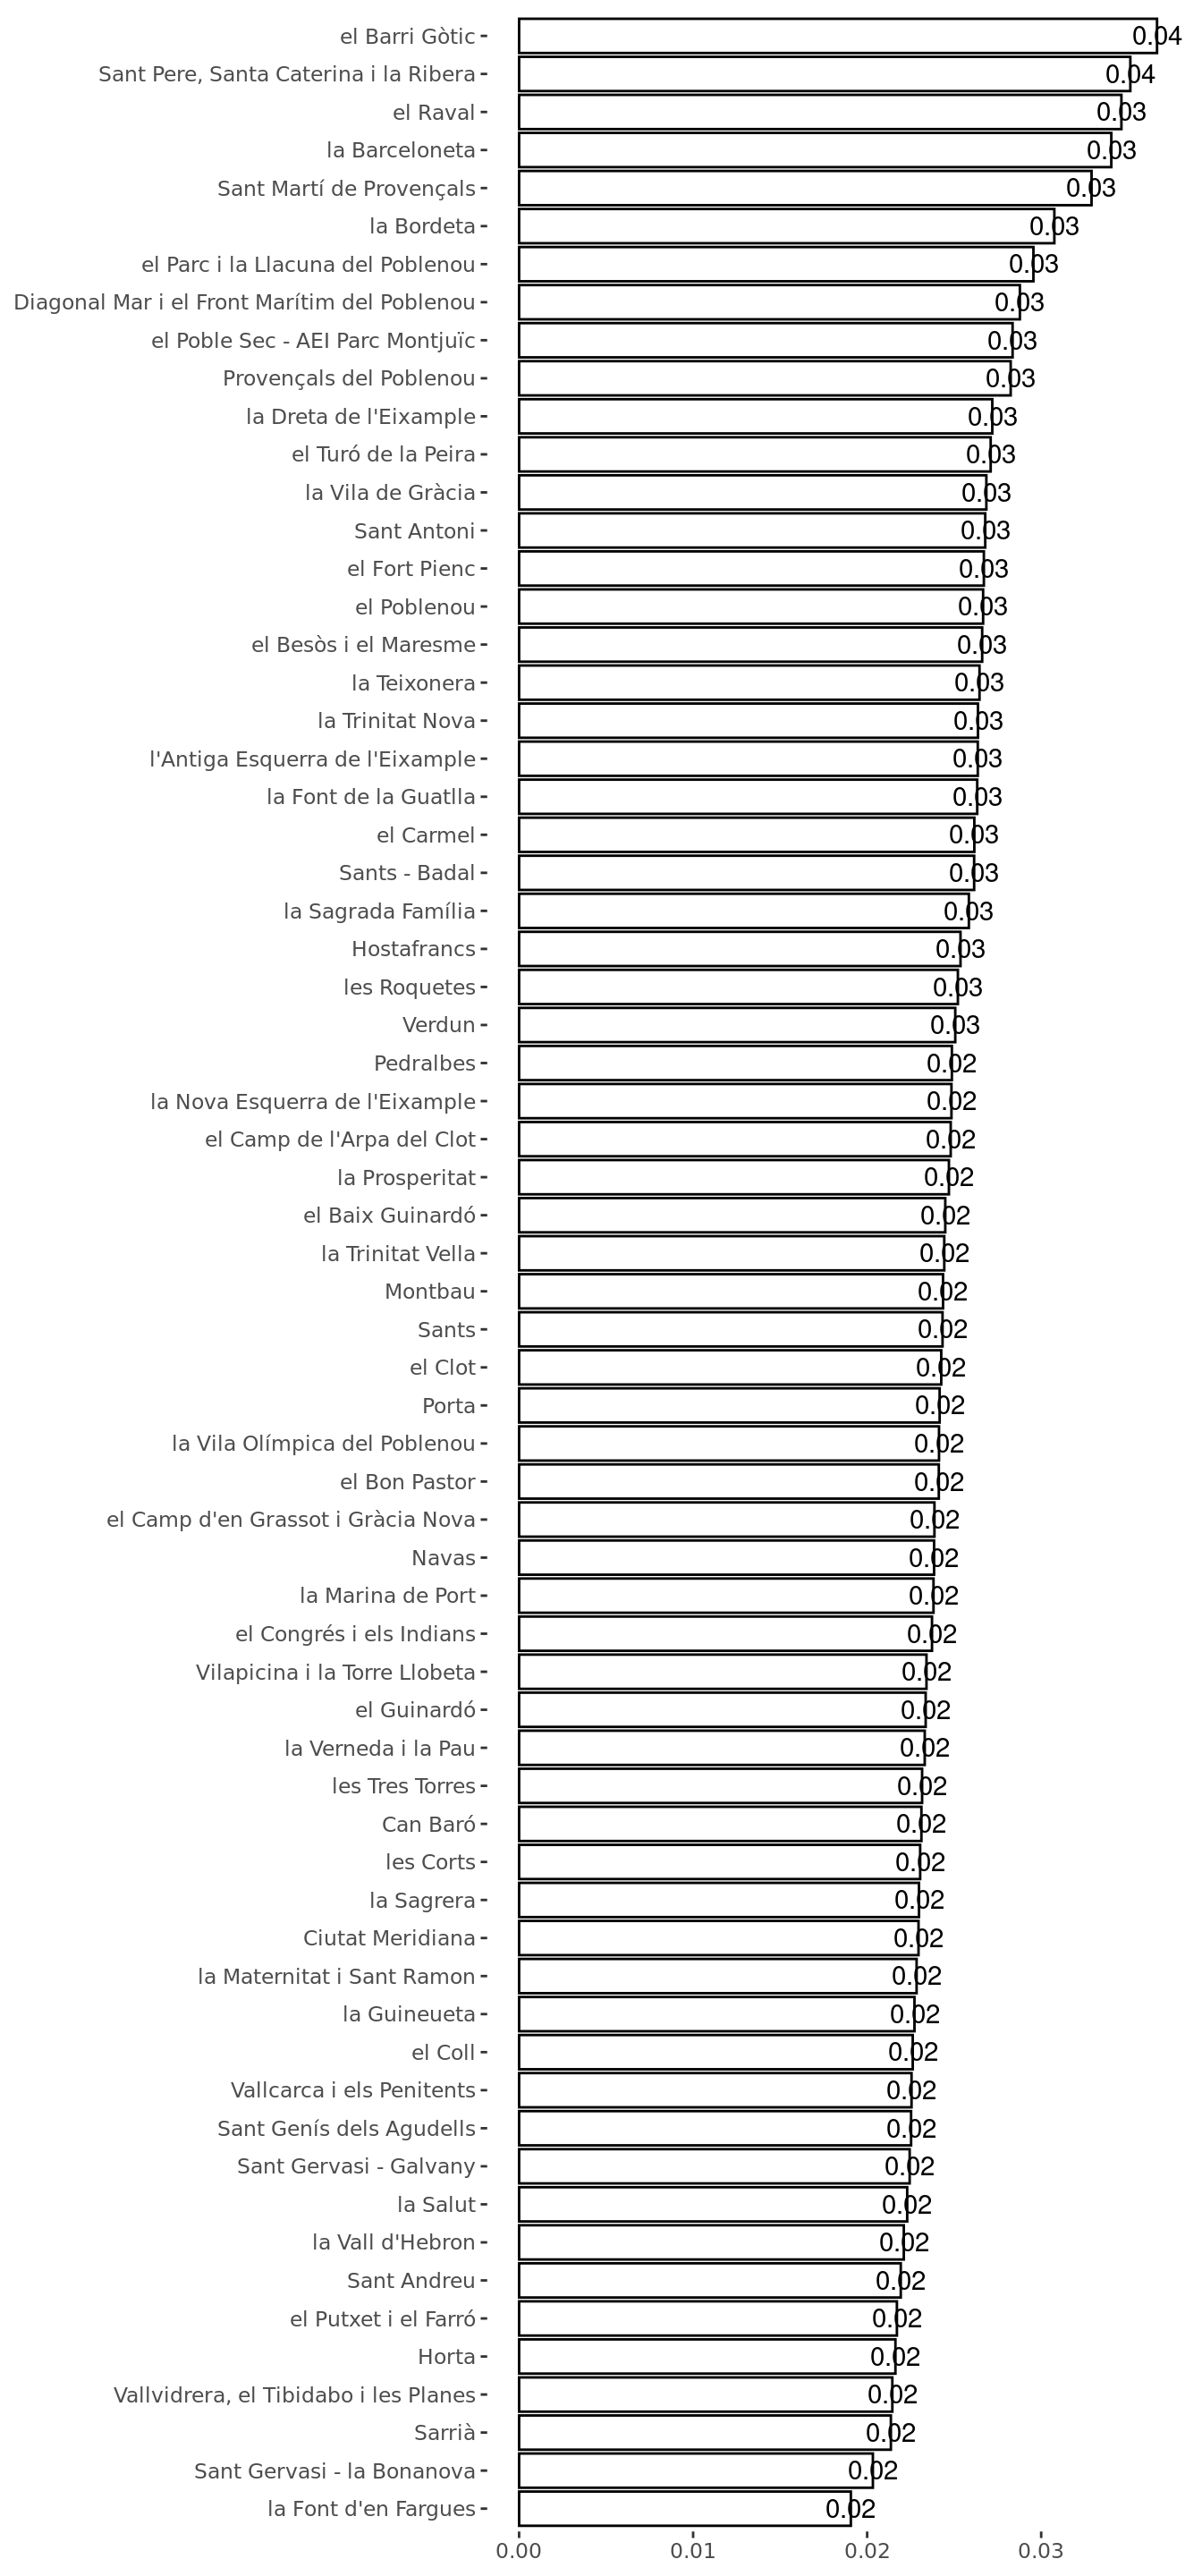 el Barri Gòtic 0.04
Sant Pere, Santa Caterina i la Ribera 0.04
el Raval 0.03
la Barceloneta 0.03
Sant Martí de Provençals 0.03
la Bordeta 0.03
el Parc i la Llacuna del Poblenou 0.03
Diagonal Mar i el Front Marítim del Poblenou 0.03
el Poble Sec - AEI Parc Montjuïc 0.03
Provençals del Poblenou 0.03
la Dreta de l'Eixample 0.03
el Turó de la Peira 0.03
la Vila de Gràcia 0.03
Sant Antoni 0.03
el Fort Pienc 0.03
el Poblenou 0.03
el Besòs i el Maresme 0.03
la Teixonera 0.03
la Trinitat Nova 0.03
l'Antiga Esquerra de l'Eixample 0.03
la Font de la Guatlla 0.03
el Carmel 0.03
Sants - Badal 0.03
la Sagrada Família 0.03
Hostafrancs 0.03
les Roquetes 0.03
Verdun 0.03
Pedralbes 0.02
la Nova Esquerra de l'Eixample 0.02
el Camp de l'Arpa del Clot 0.02
la Prosperitat 0.02
el Baix Guinardó 0.02
la Trinitat Vella 0.02
Montbau 0.02
Sants 0.02
el Clot 0.02
Porta 0.02
la Vila Olímpica del Poblenou 0.02
el Bon Pastor 0.02
el Camp d'en Grassot i Gràcia Nova 0.02
Navas 0.02
la Marina de Port 0.02
el Congrés i els Indians 0.02
Vilapicina i la Torre Llobeta 0.02
el Guinardó 0.02
la Verneda i la Pau 0.02
les Tres Torres 0.02
Can Baró 0.02
les Corts 0.02
la Sagrera 0.02
Ciutat Meridiana 0.02
la Maternitat i Sant Ramon 0.02
la Guineueta 0.02
el Coll 0.02
Vallcarca i els Penitents 0.02
Sant Genís dels Agudells 0.02
Sant Gervasi - Galvany 0.02
la Salut 0.02
la Vall d'Hebron 0.02
Sant Andreu 0.02
el Putxet i el Farró 0.02
Horta 0.02
Vallvidrera, el Tibidabo i les Planes 0.02
Sarrià 0.02
Sant Gervasi - la Bonanova 0.02
la Font d'en Fargues 0.02
0.00 0.01 0.02 0.03